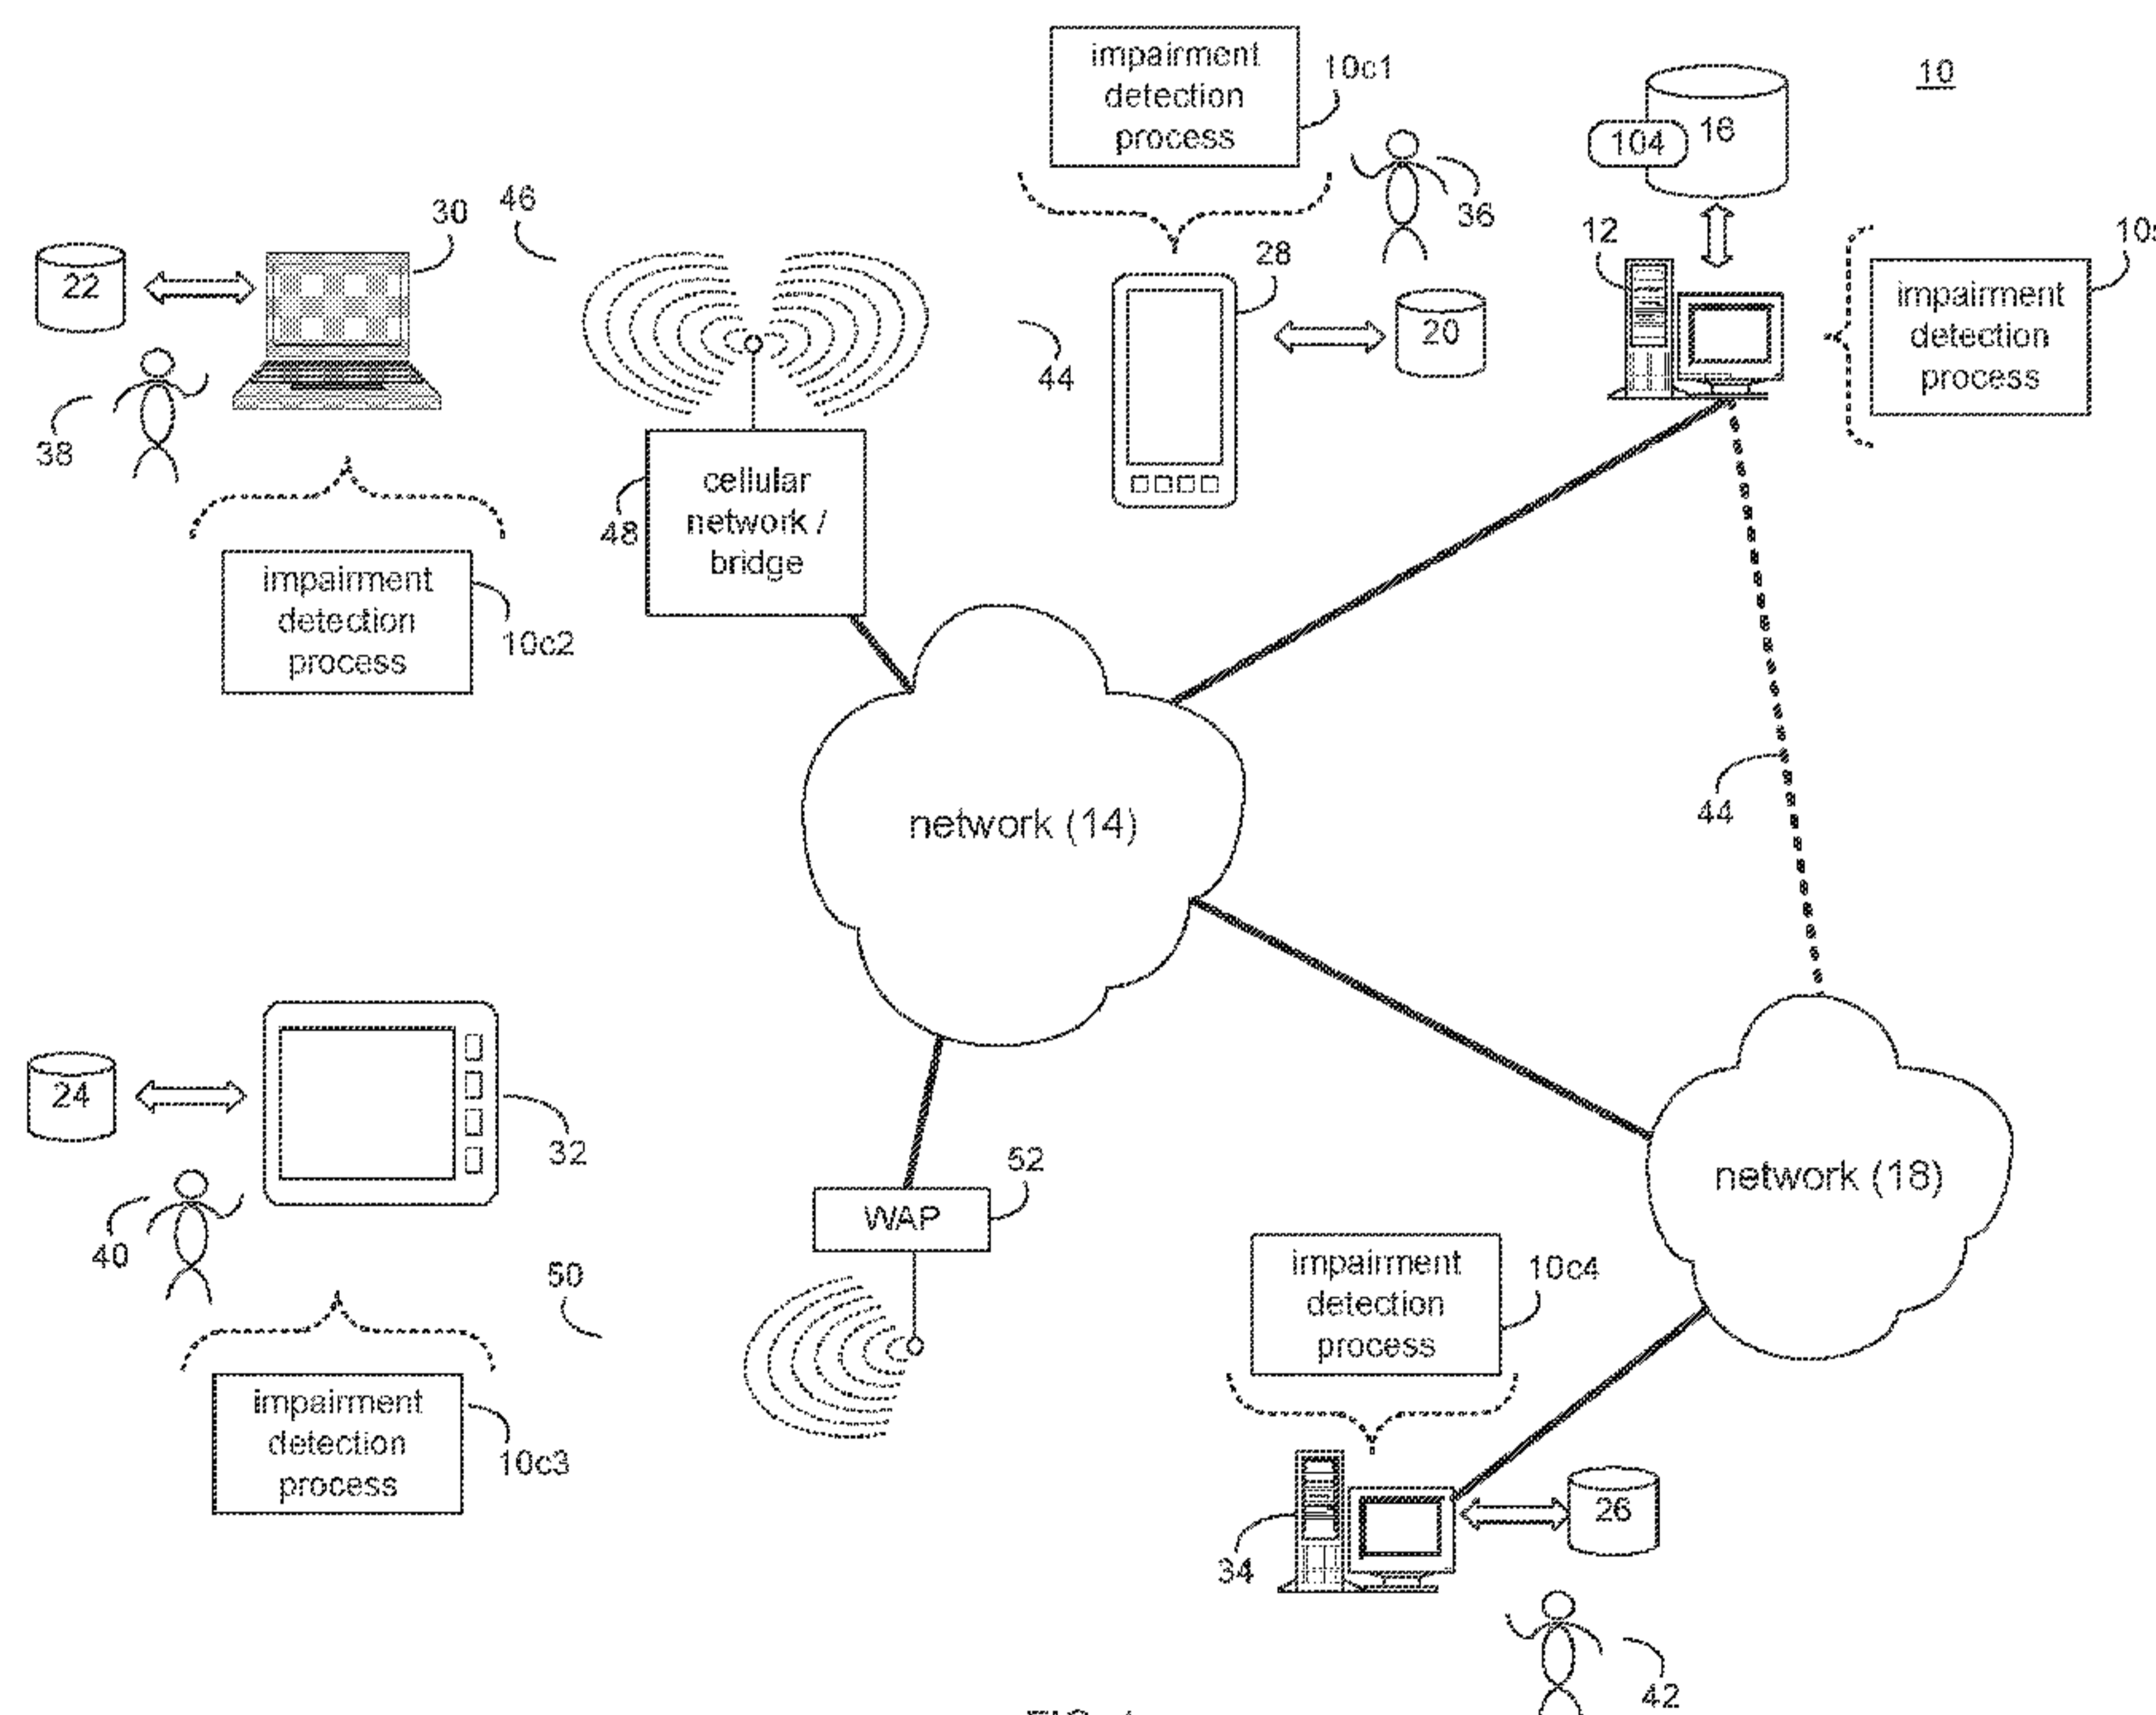 10
impairment
detection
process
10c1
36
16
104
12
impairment
detection
process
10s
46
30
22
38
28
20
44
impairment
detection
process
10c2
cellular
network /
bridge
48
network (14)
44
24
32
40
52
WAP
50
network (18)
impairment
detection
process
10c3
impairment
detection
process
10c4
34
26
42